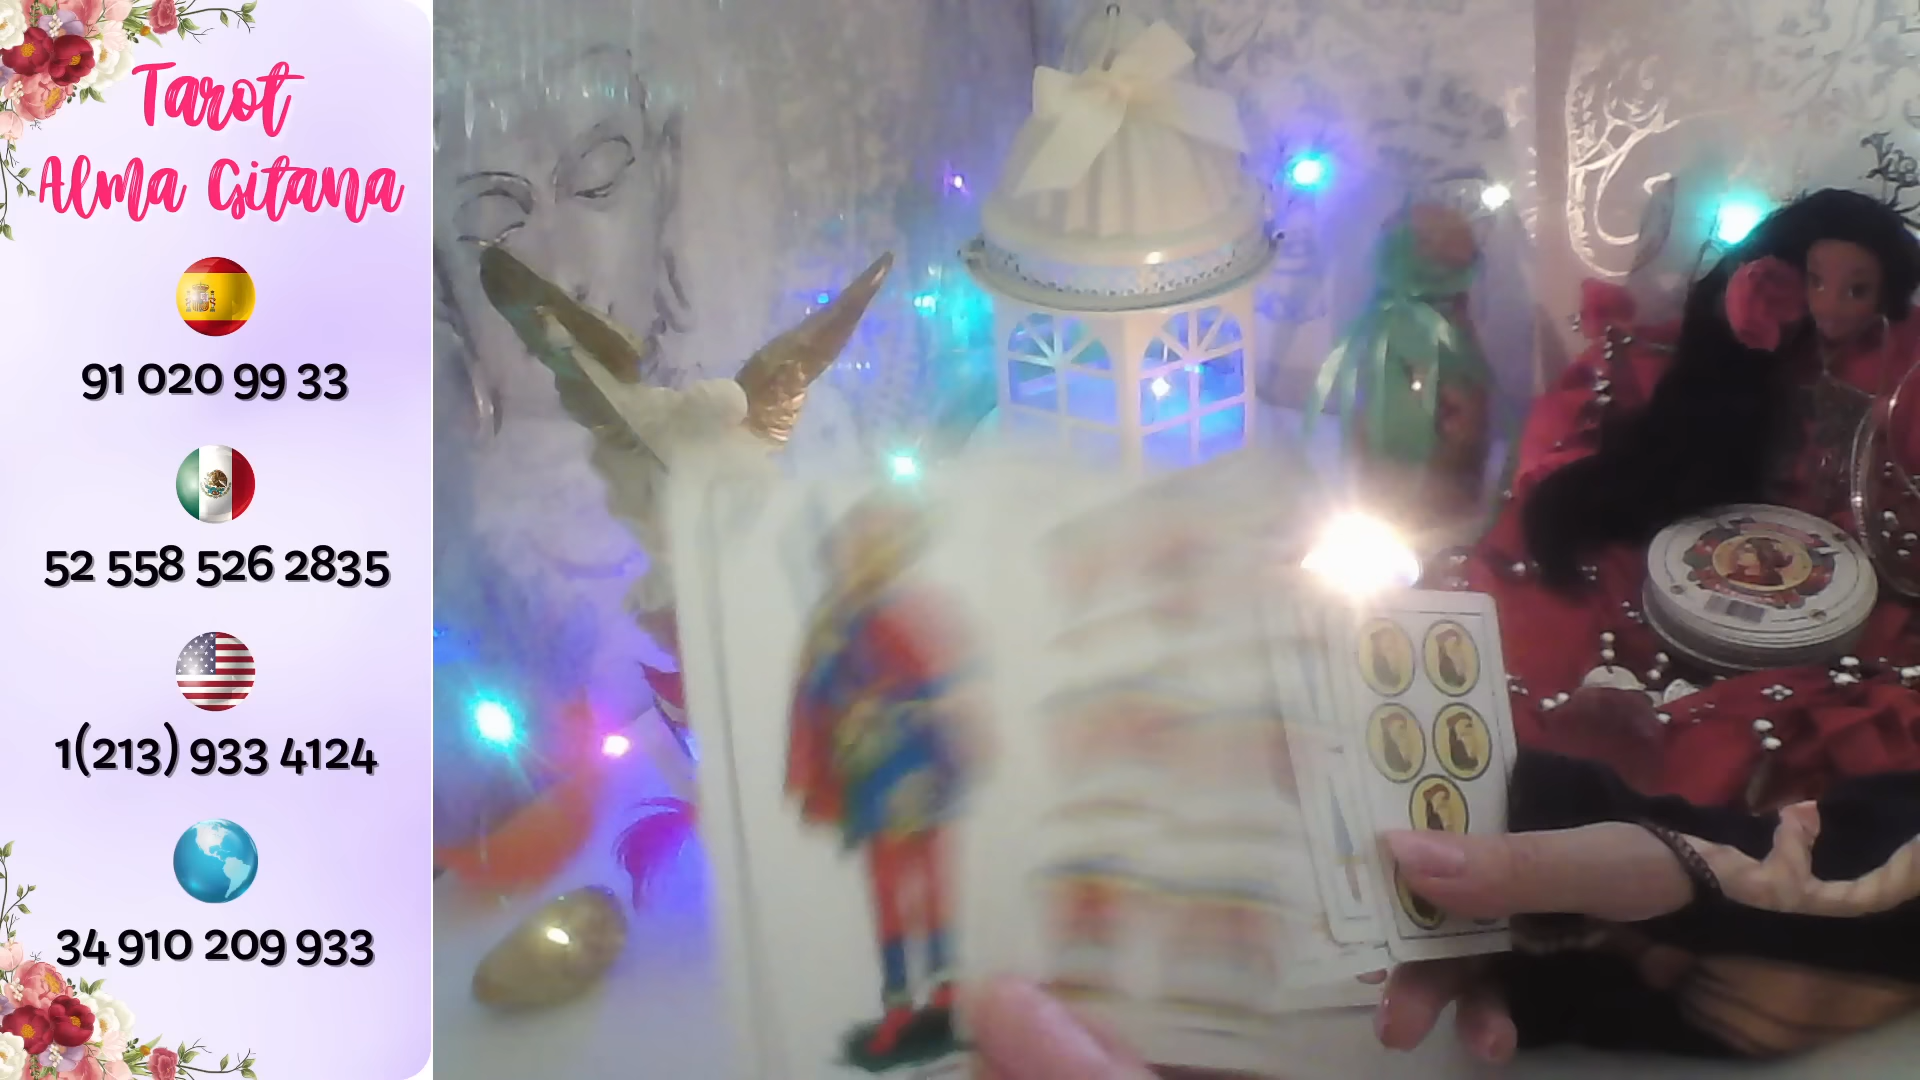 Tarot
Alma Gitana
91 020 99 33
52 558 526 2835
1(213) 933 4124
34 910 209 933